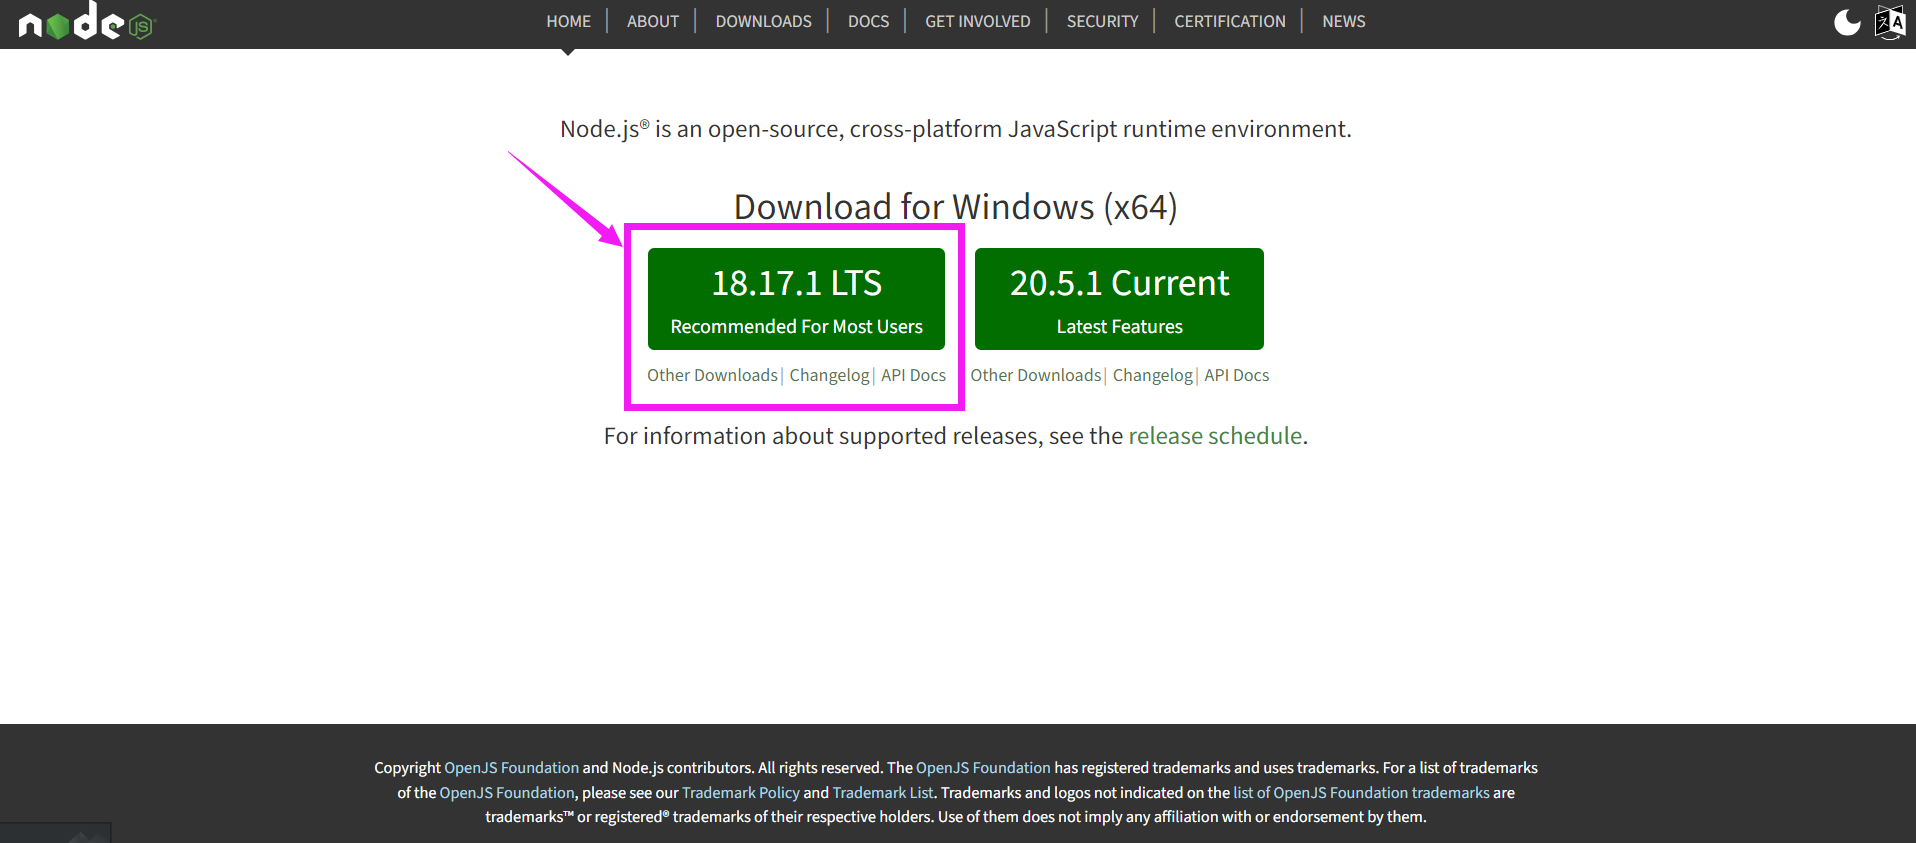 node JS®
HOME | ABOUT | DOWNLOADS | DOCS | GET INVOLVED | SECURITY | CERTIFICATION | NEWS
Node.js® is an open-source, cross-platform JavaScript runtime environment.
Download for Windows (x64)
18.17.1 LTS
Recommended For Most Users
Other Downloads | Changelog | API Docs
20.5.1 Current
Latest Features
Other Downloads | Changelog | API Docs
For information about supported releases, see the release schedule.
Copyright OpenJS Foundation and Node.js contributors. All rights reserved. The OpenJS Foundation has registered trademarks and uses trademarks. For a list of trademarks
of the OpenJS Foundation, please see our Trademark Policy and Trademark List. Trademarks and logos not indicated on the list of OpenJS Foundation trademarks are
trademarks™ or registered® trademarks of their respective holders. Use of them does not imply any affiliation with or endorsement by them.